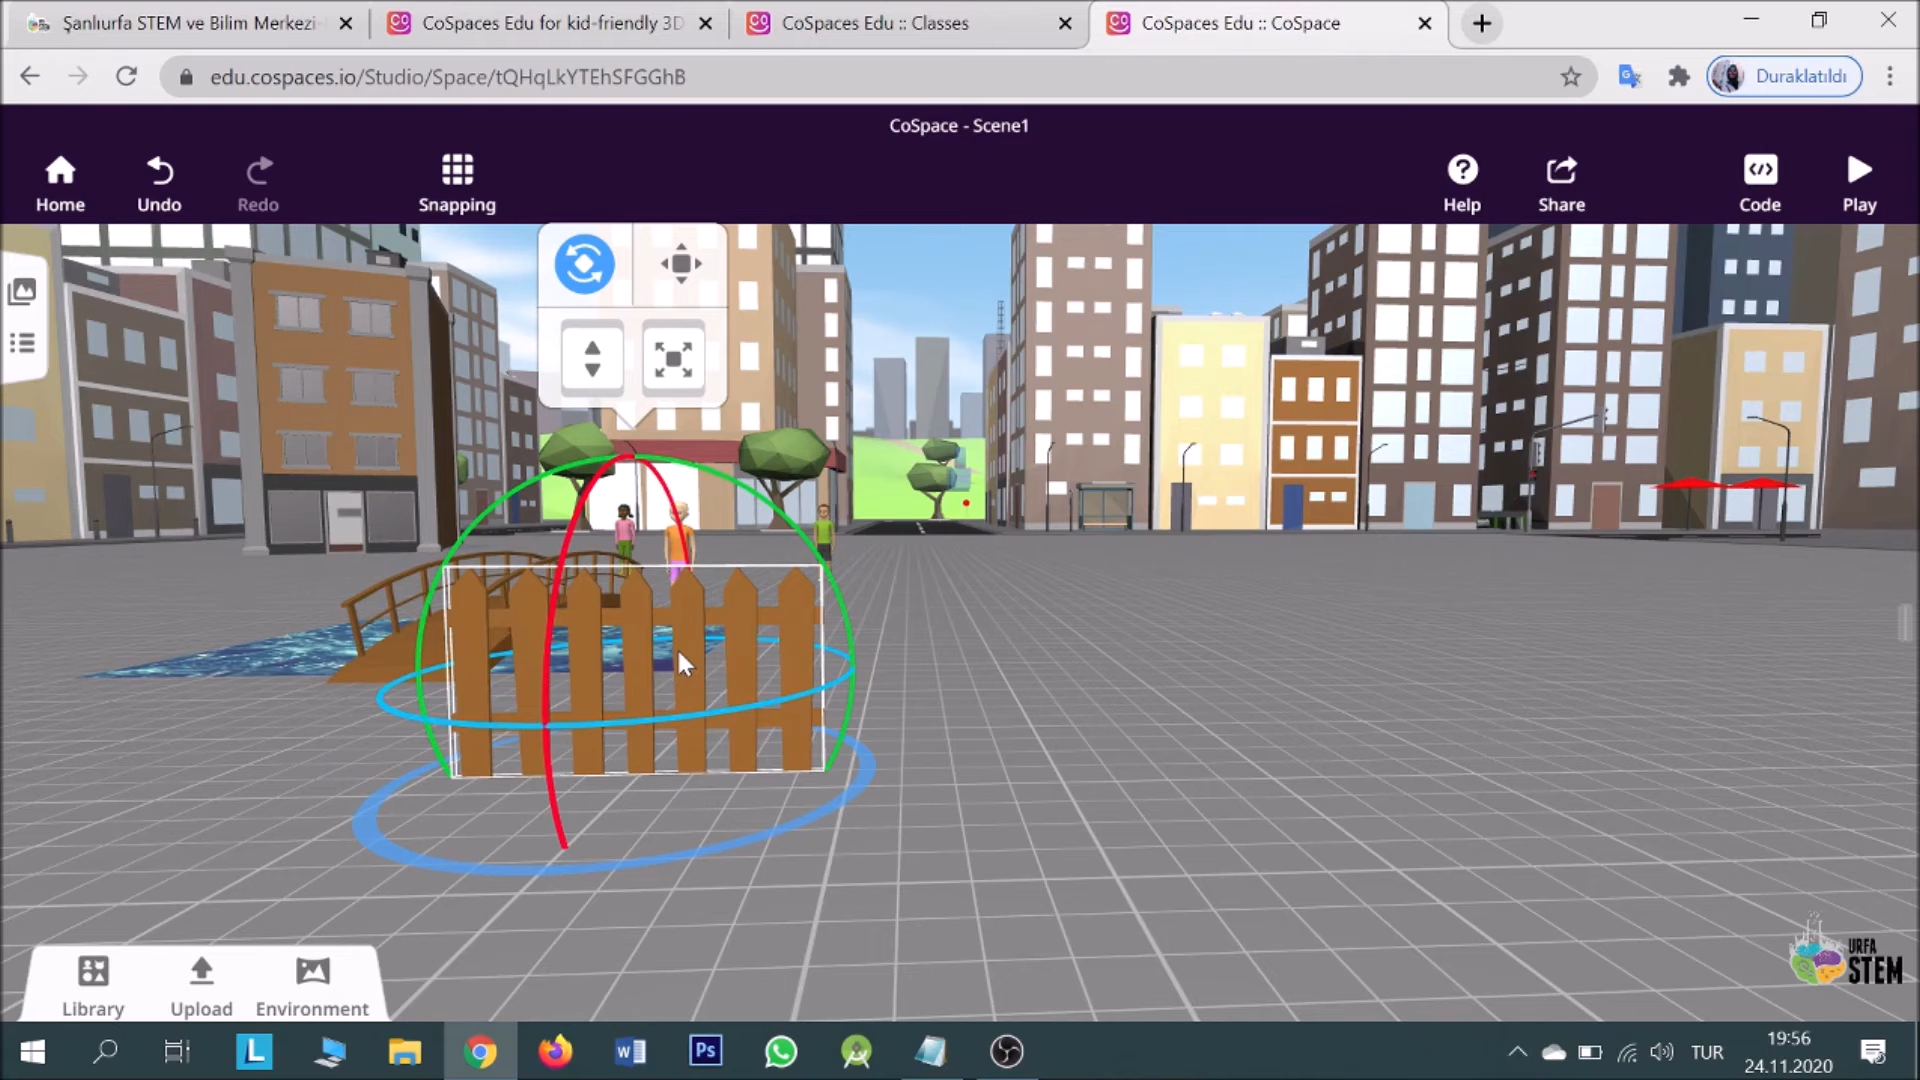 Şanlıurfa STEM ve Bilim Merkezi-
CoSpaces Edu for kid-friendly 3D
CoSpaces Edu :: Classes
CoSpaces Edu :: CoSpace
edu.cospaces.io/Studio/Space/tQHqLkYTEhSFGGhB
Duraklatıldı
CoSpace - Scene1
Home
Undo
Redo
Snapping
Help
Share
Code
Play
URFA
STEM
Library
Upload
Environment
L
W
Ps
TUR
19:56
24.11.2020